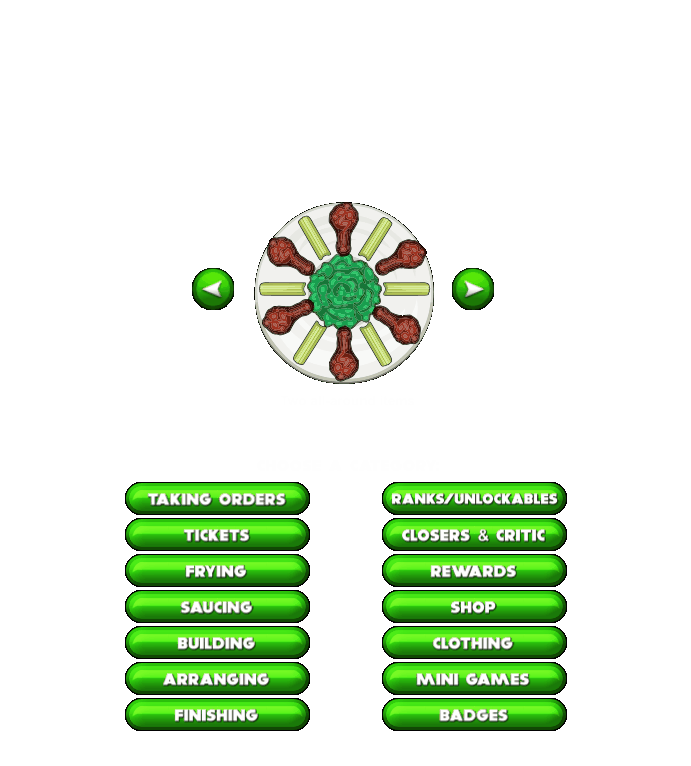 TAKING ORDERS
TICKETS
FRYING
SAUCING
BUILDING
ARRANGING
FINISHING
RANKS/UNLOCKABLES
CLOSERS & CRITIC
REWARDS
SHOP
CLOTHING
MINI GAMES
BADGES